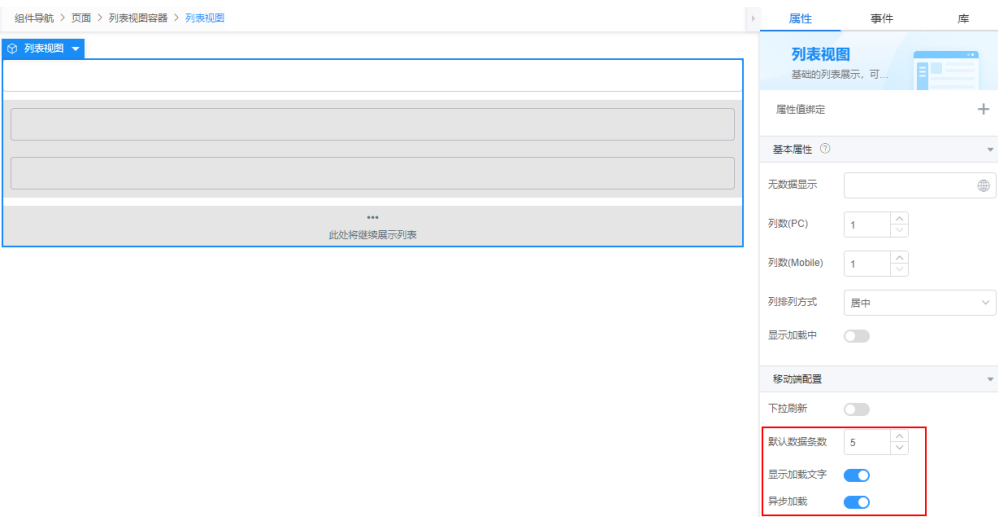 组件导航 > 页面 > 列表视图容器 > 列表视图
列表视图
•••
此处将继续展示列表
属性 事件 库
列表视图
基础的列表展示，可...
属性值绑定 +
基本属性 ?
无数据显示
列数(PC) 1
列数(Mobile) 1
列排列方式 居中
显示加载中
移动端配置
下拉刷新
默认数据条数 5
显示加载文字
异步加载